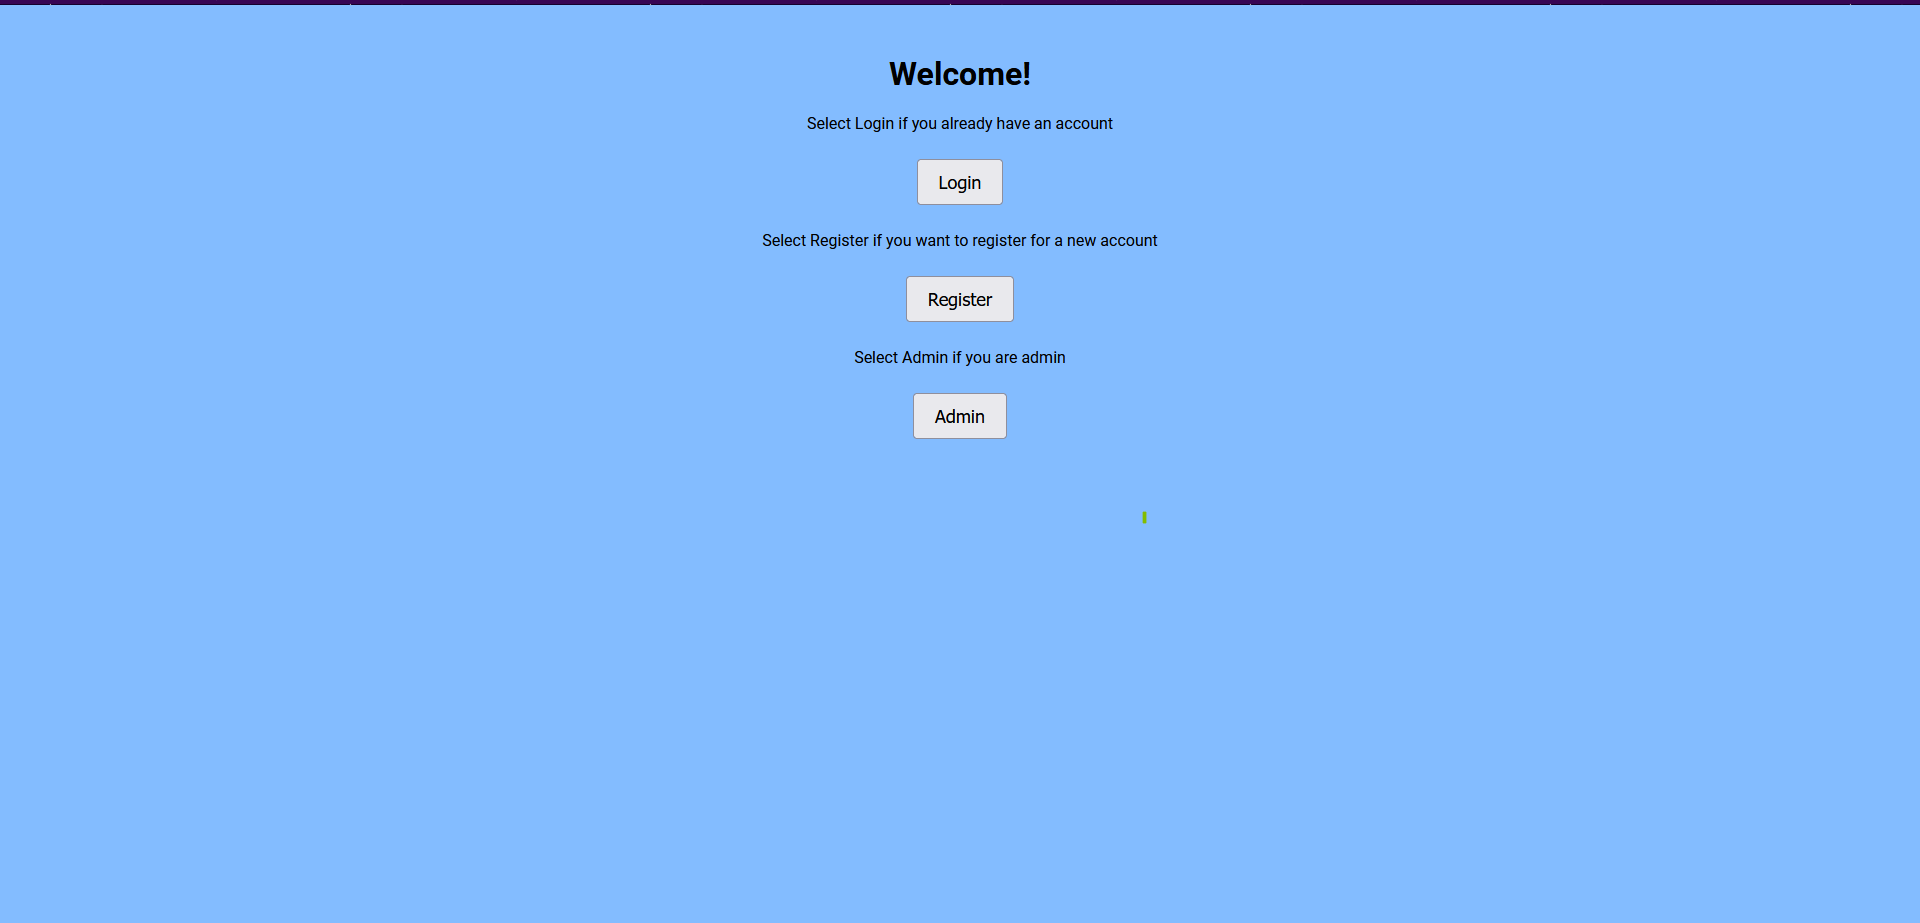 Welcome!
Select Login if you already have an account
Login
Select Register if you want to register for a new account
Register
Select Admin if you are admin
Admin